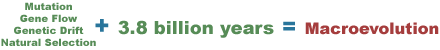 Mutation
Gene Flow
Genetic Drift
Natural Selection
+ 3.8 billion years = Macroevolution